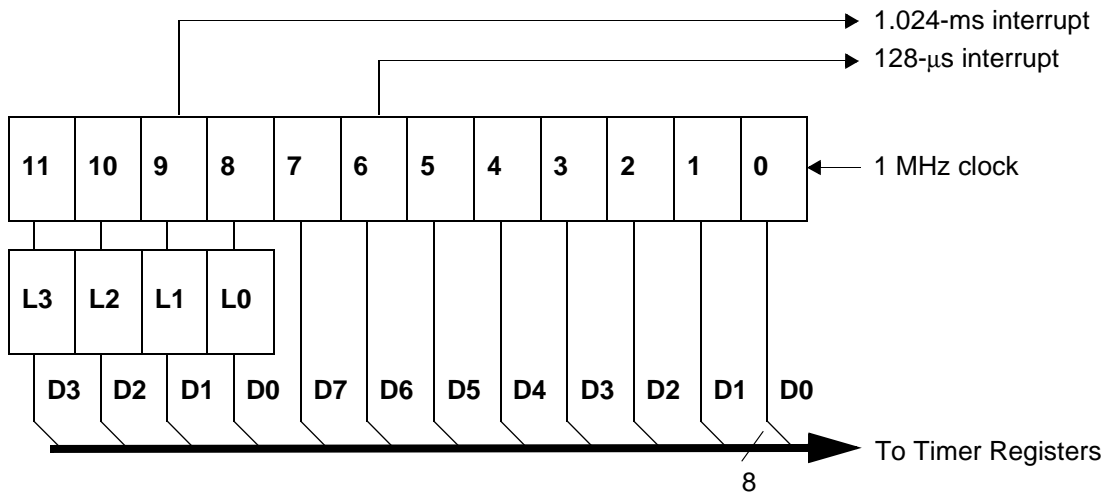 1.024-ms interrupt
128-μs interrupt
11 10 9 8 7 6 5 4 3 2 1 0
1 MHz clock
L3 L2 L1 L0
D3 D2 D1 D0 D7 D6 D5 D4 D3 D2 D1 D0
To Timer Registers
8